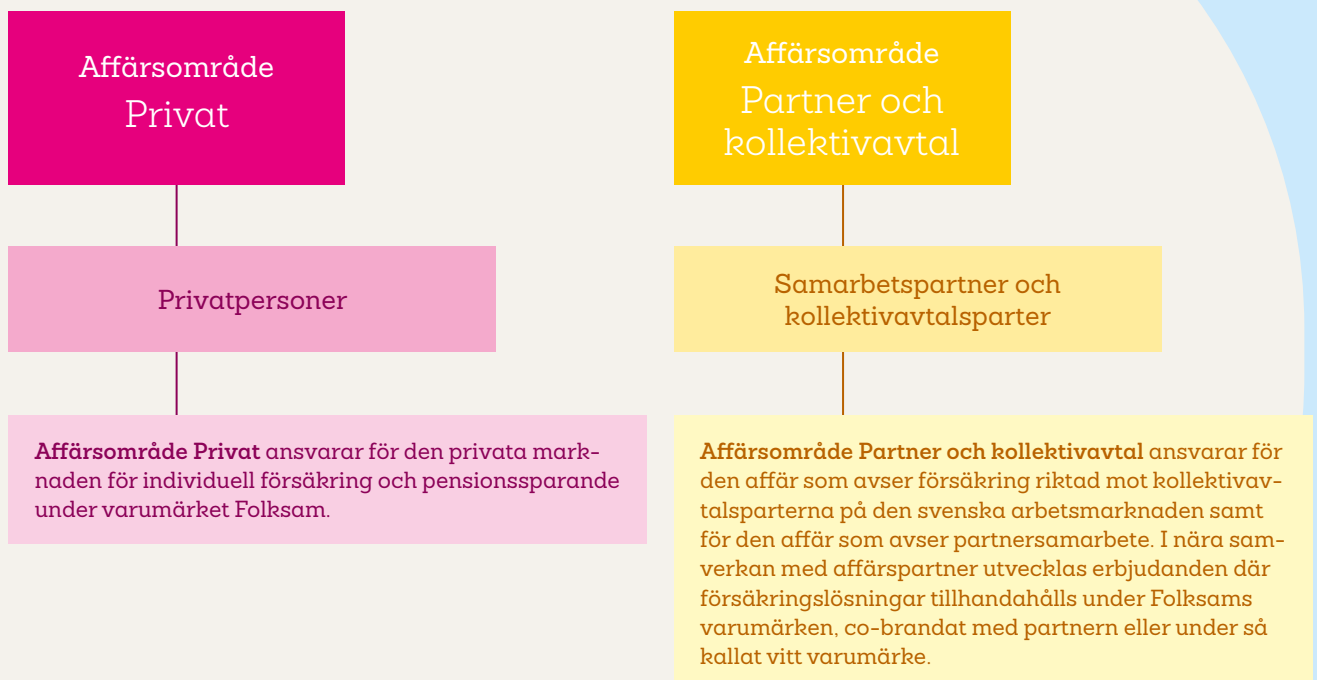 Affärsområde
Privat
Privatpersoner
Affärsområde Privat ansvarar för den privata mark-
naden för individuell försäkring och pensionssparande
under varumärket Folksam.
Affärsområde
Partner och
kollektivavtal
Samarbetspartner och
kollektivavtalsparter
Affärsområde Partner och kollektivavtal ansvarar för
den affär som avser försäkring riktad mot kollektivav-
talsparterna på den svenska arbetsmarknaden samt
för den affär som avser partnersamarbete. I nära sam-
verkan med affärspartner utvecklas erbjudanden där
försäkringslösningar tillhandahålls under Folksams
varumärken, co-brandat med partnern eller under så
kallat vitt varumärke.